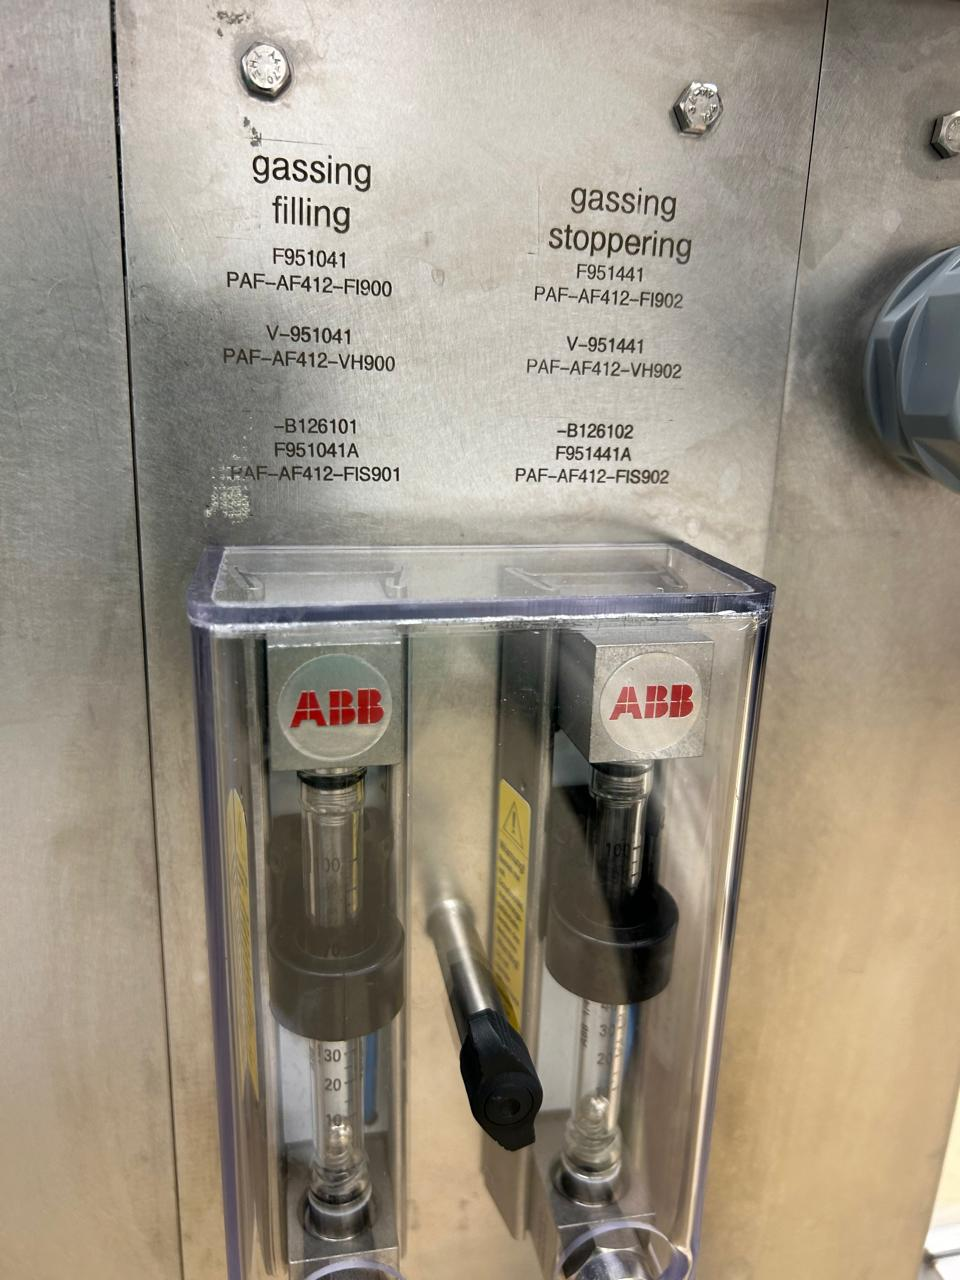 gassing
filling
F951041
PAF-AF412-FI900
V-951041
PAF-AF412-VH900
-B126101
F951041A
PAF-AF412-FIS901
gassing
stoppering
F951441
PAF-AF412-FI902
V-951441
PAF-AF412-VH902
-B126102
F951441A
PAF-AF412-FIS902
ABB
ABB
100
30
20
10
100
30
20
ABB